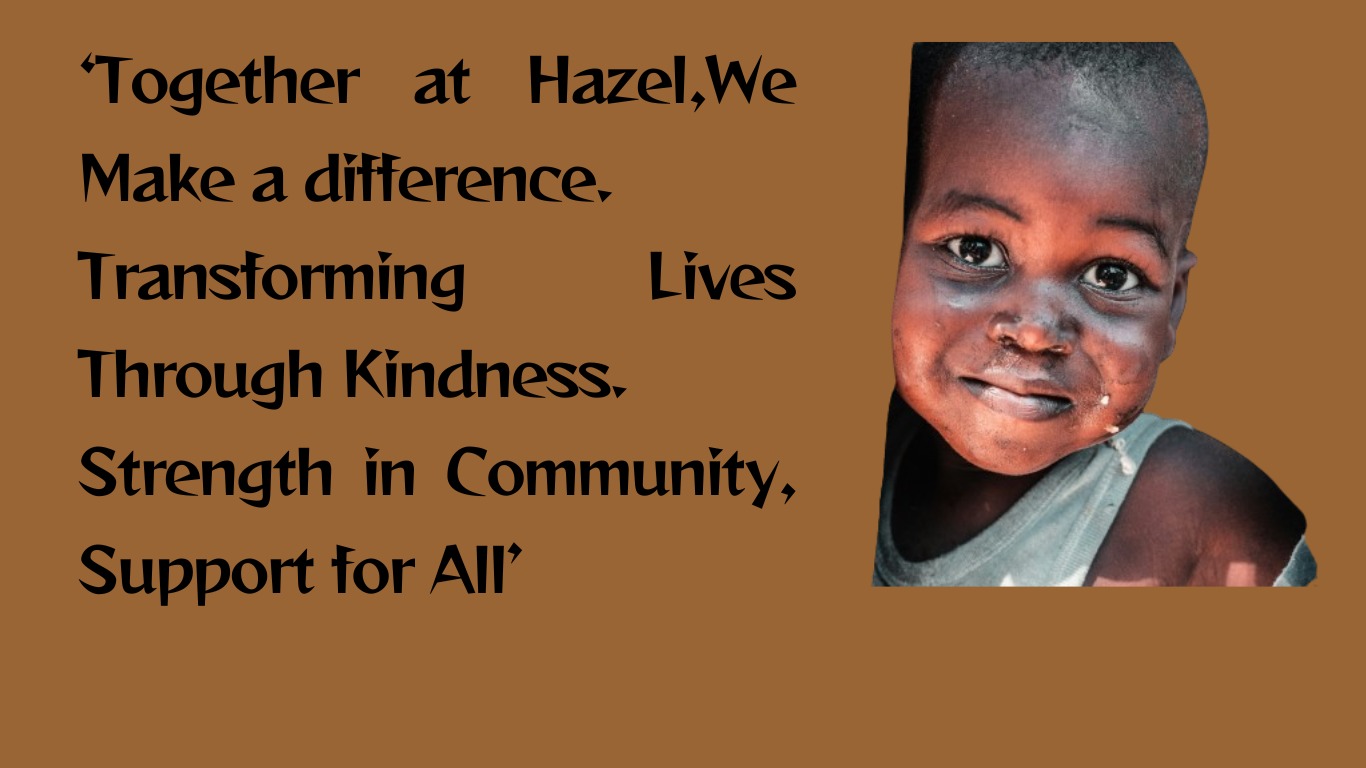 ‘Together at Hazel,We
Make a difference.
Transforming Lives
Through Kindness.
Strength in Community,
Support for All’